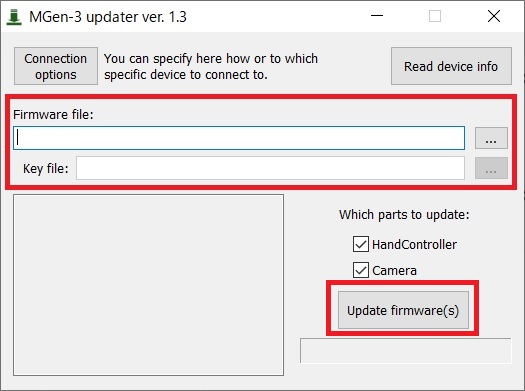 MGen-3 updater ver. 1.3
Connection
options
You can specify here how or to which
specific device to connect to.
Read device info
Firmware file:
...
Key file:
...
Which parts to update:
HandController
Camera
Update firmware(s)